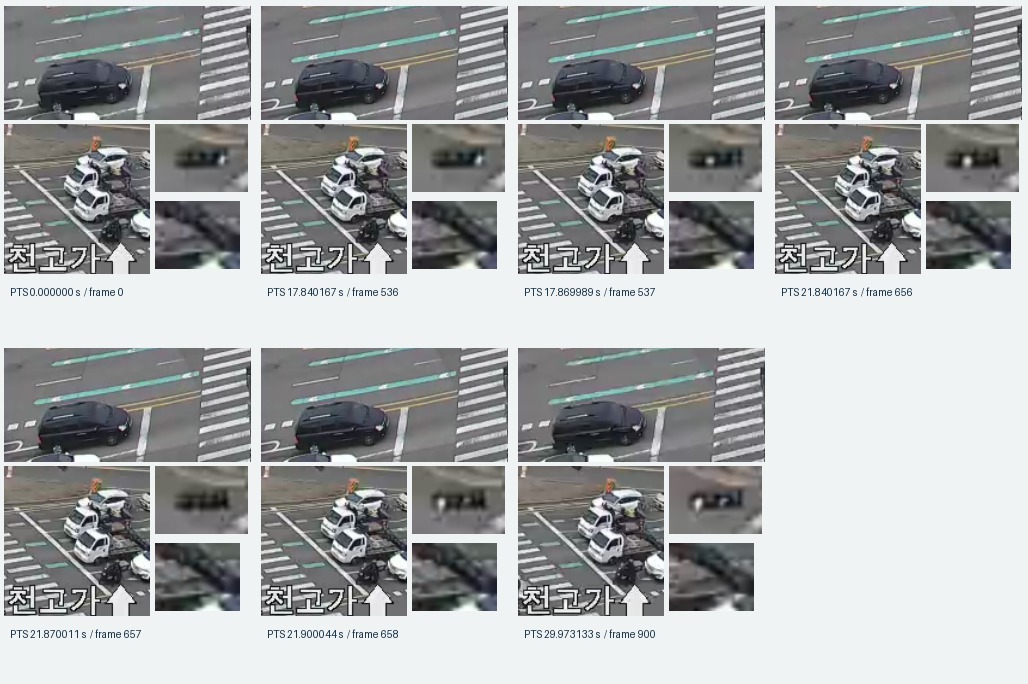 천고가
PTS 0.000000 s / frame 0
천고가
PTS 17.840167 s / frame 536
천고가
PTS 17.869989 s / frame 537
천고가
PTS 21.840167 s / frame 656
천고가
PTS 21.870011 s / frame 657
천고가
PTS 21.900044 s / frame 658
천고가
PTS 29.973133 s / frame 900